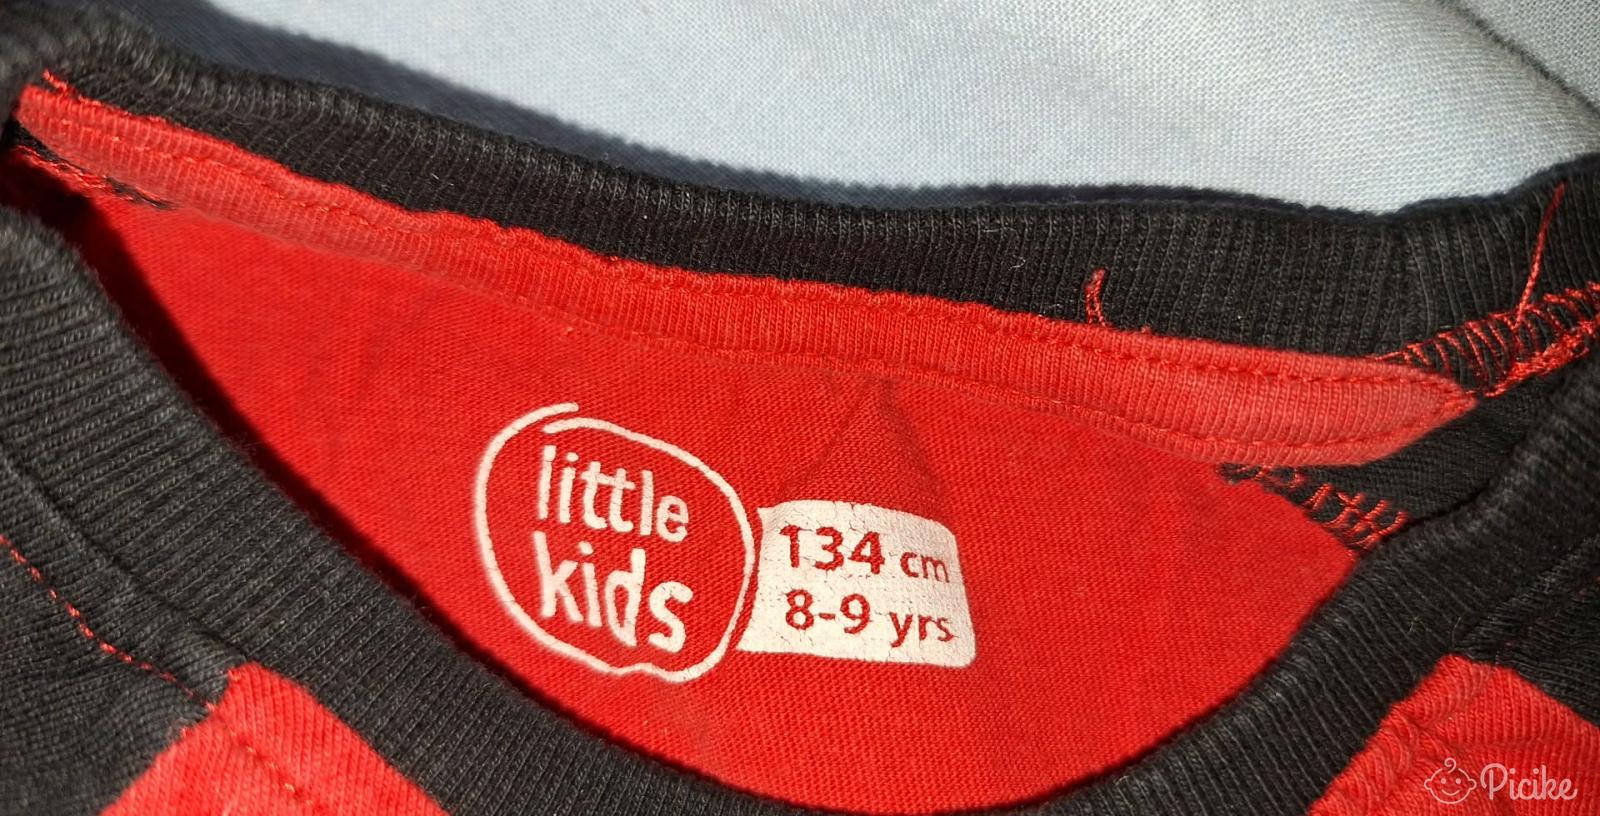 little
kids
134 cm
8-9 yrs
Picike